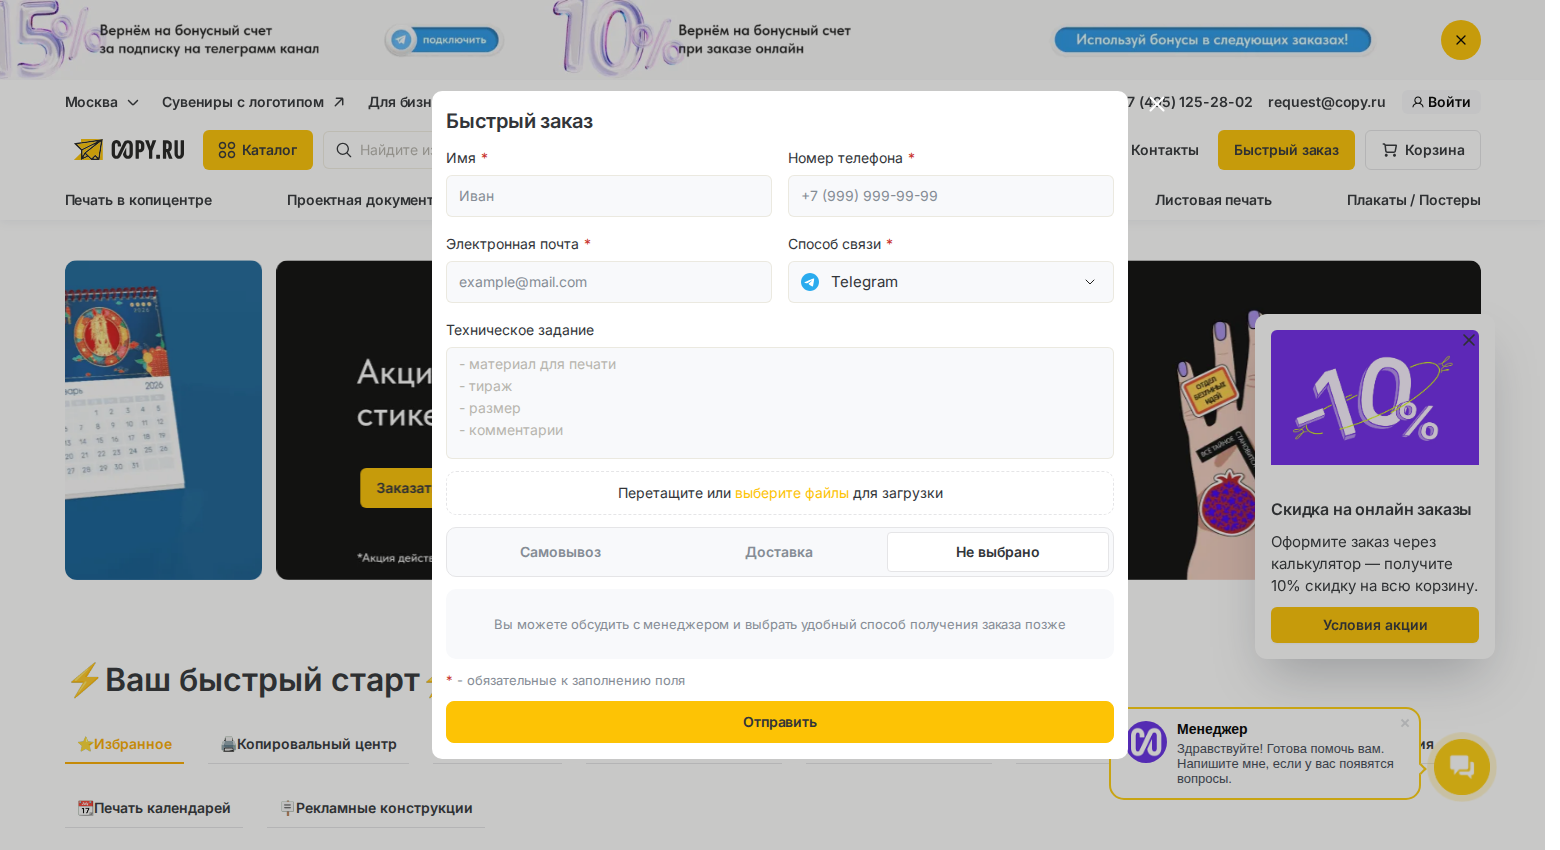 15%
Вернём на бонусный счет
за подписку на телеграмм канал
подключить
10%
Вернём на бонусный счет
при заказе онлайн
Используй бонусы в следующих заказах!
Москва
Сувениры с логотипом
Для
7 (495) 125-28-02
request@copy.ru
Войти
COPY.RU
Каталог
Найдите
Контакты
Быстрый заказ
Корзина
Печать в копицентре
Проектная
Листовая печать
Плакаты / Постеры
Быстрый заказ
Имя *
Иван
Номер телефона *
+7 (999) 999-99-99
Электронная почта *
example@mail.com
Способ связи *
Telegram
Техническое задание
- материал для печати
- тираж
- размер
- комментарии
Перетащите или выберите файлы для загрузки
Самовывоз
Доставка
Не выбрано
Вы можете обсудить с менеджером и выбрать удобный способ получения заказа позже
* - обязательные к заполнению поля
Отправить
2026
*Акция
ОТДЕЛ
БЕЗУМНЫХ
ИДЕЙ
ВСЕ ТАЙНОЕ СТАНОВИТСЯ
-10%
Скидка на онлайн заказы
Оформите заказ через
калькулятор — получите
10% скидку на всю корзину.
Условия акции
⚡Ваш быстрый старт⚡
⭐Избранное
🖨️Копировальный центр
📆Печать календарей
🪧Рекламные конструкции
Менеджер
Здравствуйте! Готова помочь вам.
Напишите мне, если у вас появятся
вопросы.